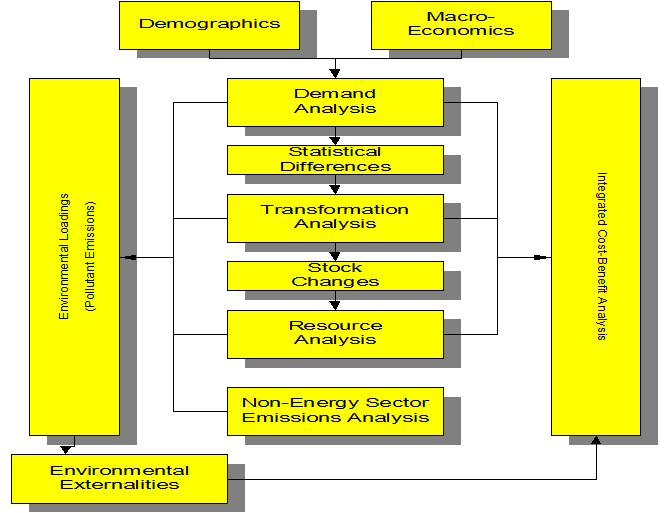 Demographics
Macro-
Economics
Demand
Analysis
Statistical
Differences
Transformation
Analysis
Stock
Changes
Resource
Analysis
Non-Energy Sector
Emissions Analysis
Environmental Loadings
(Pollutant Emissions)
Integrated Cost-Benefit Analysis
Environmental
Externalities